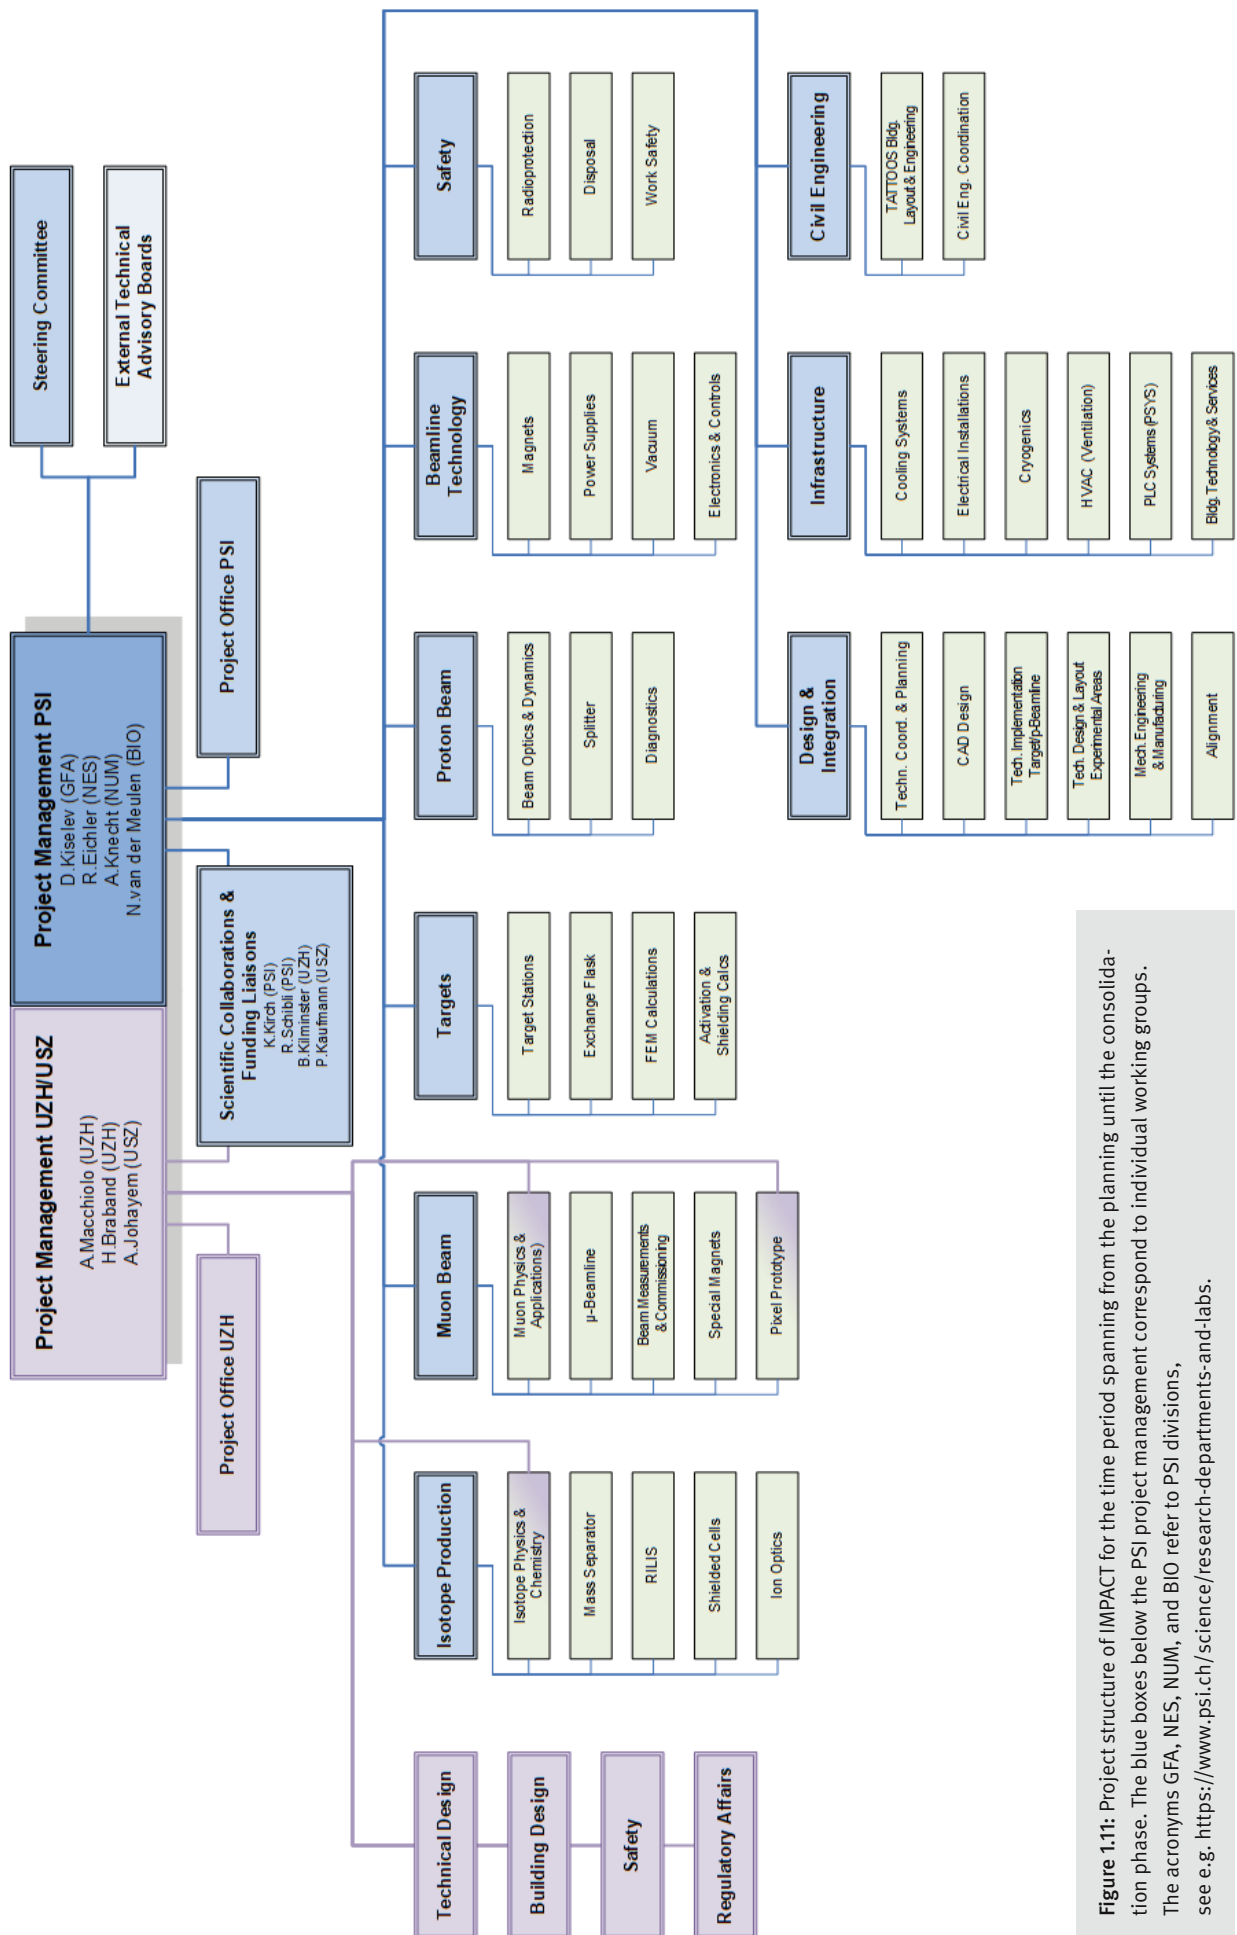 Project Management UZH/USZ
A.Macchiolo (UZH)
H.Braband (UZH)
A.Johayem (USZ)
Project Management PSI
D.Kiselev (GFA)
R.Eichler (NES)
A.Knecht (NUM)
N.van der Meulen (BIO)
Steering Committee
External Technical
Advisory Boards
Project Office UZH
Scientific Collaborations &
Funding Liaisons
K.Kirch (PSI)
R.Schibli (PSI)
B.Kilminster (UZH)
P.Kaufmann (USZ)
Project Office PSI
Technical Design
Building Design
Safety
Regulatory Affairs
Isotope Production
Isotope Physics &
Chemistry
Mass Separator
RILIS
Shielded Cells
Ion Optics
Muon Beam
Muon Physics &
Applications)
µ-Beamline
Beam Measurements
& Commissioning
Special Magnets
Pixel Prototype
Targets
Target Stations
Exchange Flask
FEM Calculations
Activation &
Shielding Calcs
Proton Beam
Beam Optics & Dynamics
Splitter
Diagnostics
Beamline
Technology
Magnets
Power Supplies
Vacuum
Electronics & Controls
Safety
Radioprotection
Disposal
Work Safety
Design &
Integration
Techn. Coord. & Planning
CAD Design
Tech. Implementation
Target/p-Beamline
Tech. Design & Layout
Experimental Areas
Mech. Engineering
& Manufacturing
Alignment
Infrastructure
Cooling Systems
Electrical Installations
Cryogenics
HVAC (Ventilation)
PLC Systems (PSYS)
Bldg. Technology & Services
Civil Engineering
TATTOOS Bldg.
Layout & Engineering
Civil Eng. Coordination
Figure 1.11: Project structure of IMPACT for the time period spanning from the planning until the consolida-
tion phase. The blue boxes below the PSI project management correspond to individual working groups.
The acronyms GFA, NES, NUM, and BIO refer to PSI divisions,
see e.g. https://www.psi.ch/science/research-departments-and-labs.